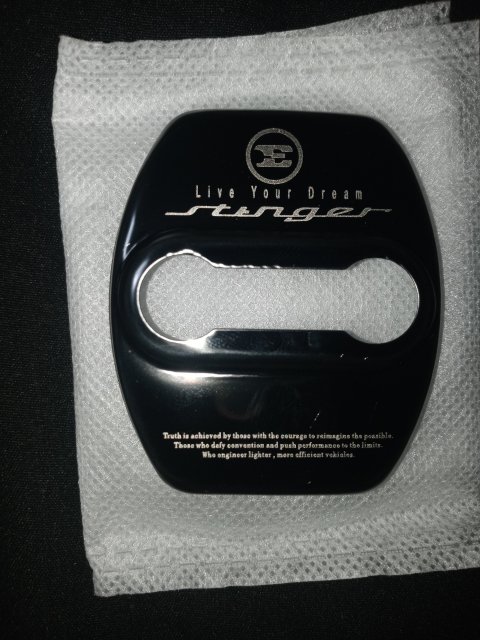 E
Live Your Dream
stinger
Truth is achieved by those with the courage to reimagine the possible.
Those who defy convention and push performance to the limits.
Who engineer lighter , more efficient vehicles.